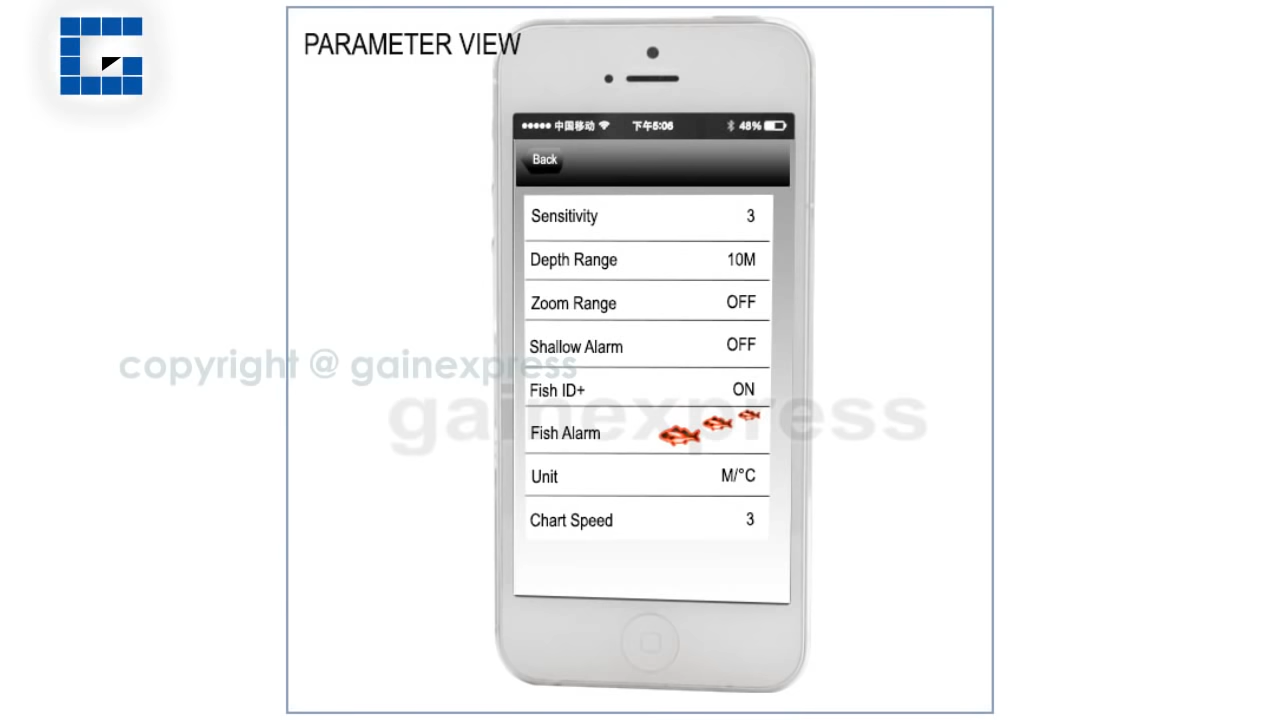 PARAMETER VIEW
中国移动 下午5:06 48%
Back
Sensitivity 3
Depth Range 10M
Zoom Range OFF
Shallow Alarm OFF
copyright @ gainexpress
Fish ID+ ON
gainexpress
Fish Alarm
Unit M/°C
Chart Speed 3